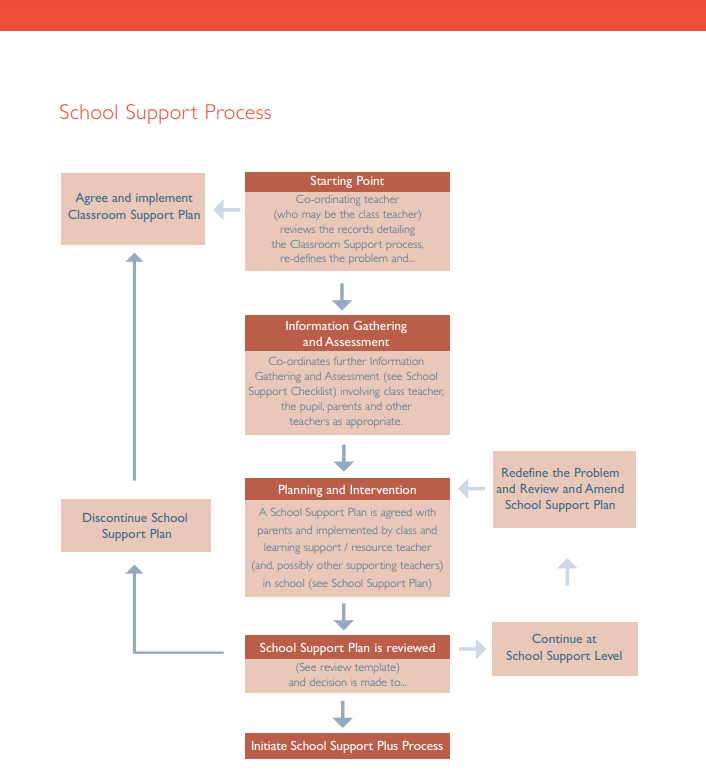 School Support Process
Agree and implement
Classroom Support Plan
Starting Point
Co-ordinating teacher
(who may be the class teacher)
reviews the records detailing
the Classroom Support process,
re-defines the problem and...
Information Gathering
and Assessment
Co-ordinates further Information
Gathering and Assessment (see School
Support Checklist) involving class teacher,
the pupil, parents and other
teachers as appropriate.
Planning and Intervention
A School Support Plan is agreed with
parents and implemented by class and
learning support / resource teacher
(and, possibly other supporting teachers)
in school (see School Support Plan)
Redefine the Problem
and Review and Amend
School Support Plan
Discontinue School
Support Plan
School Support Plan is reviewed
(See review template)
and decision is made to...
Continue at
School Support Level
Initiate School Support Plus Process